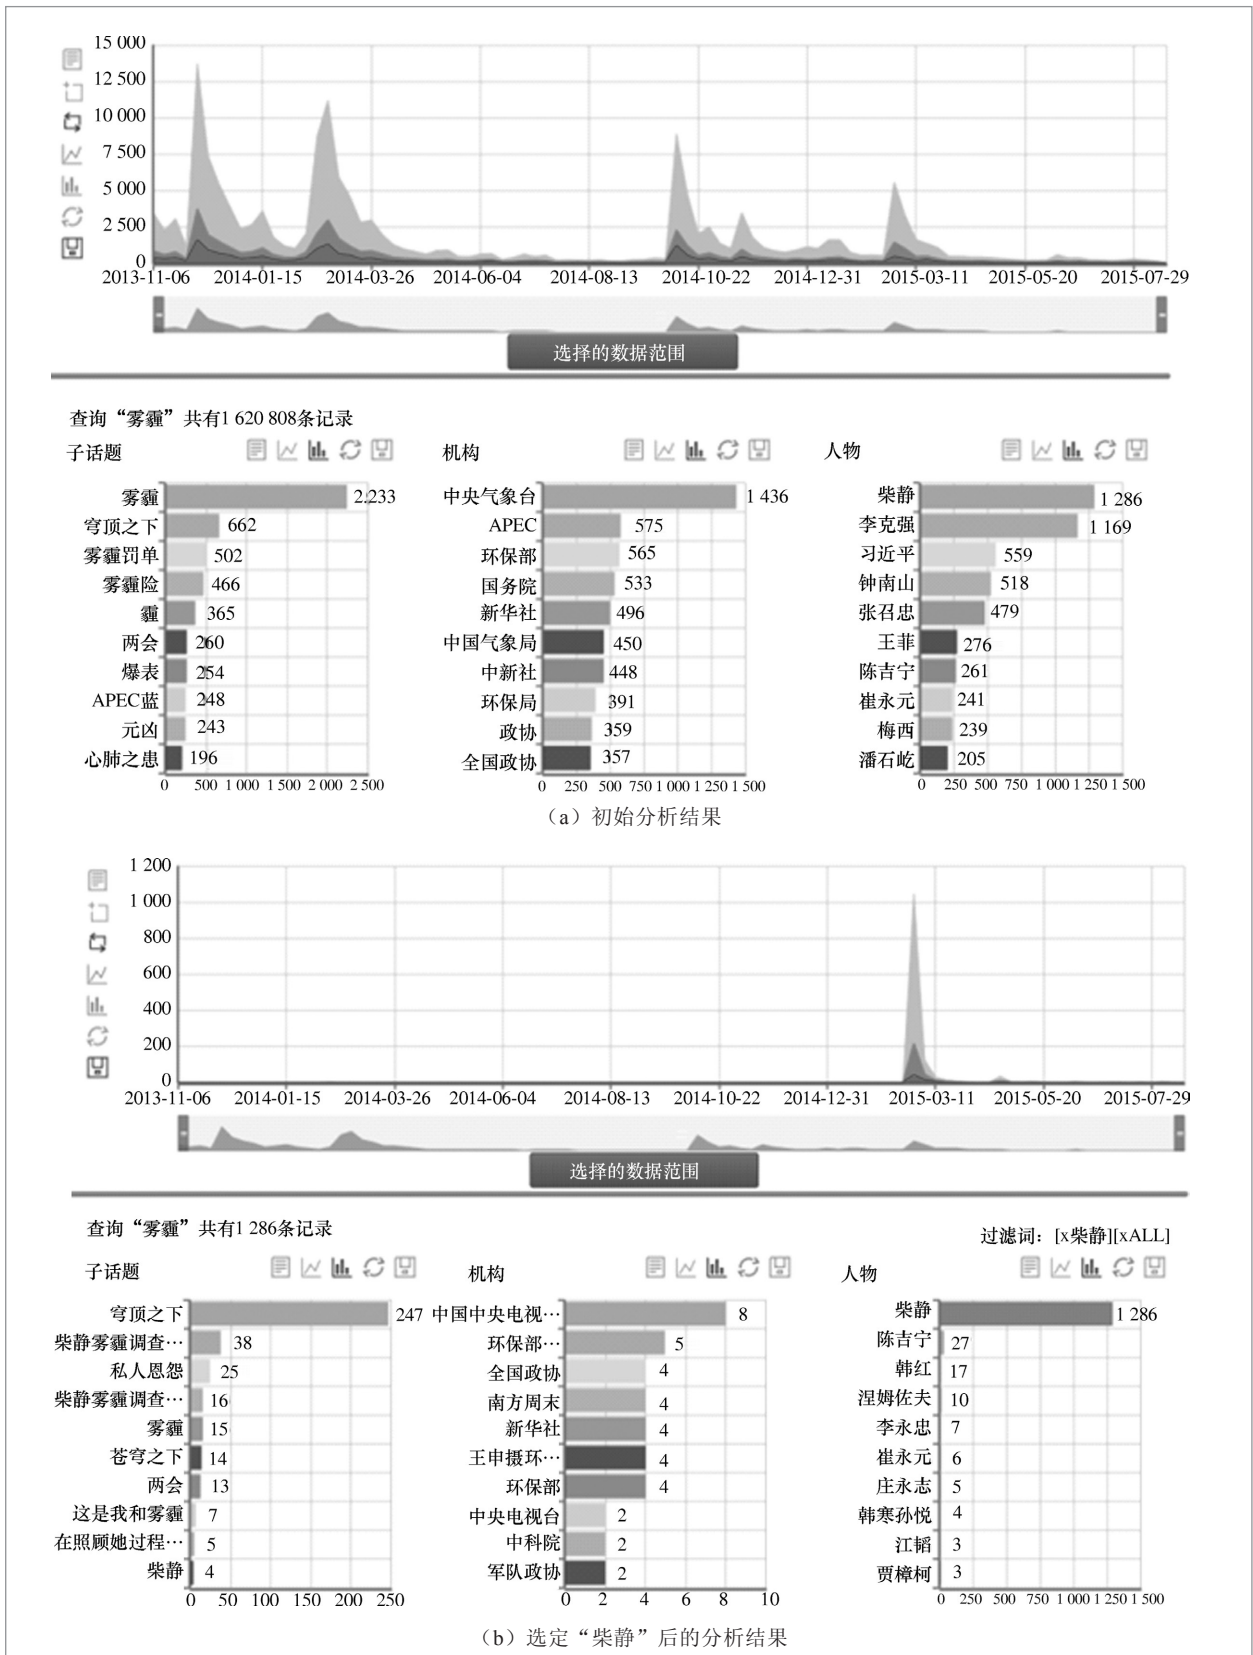 15 000
12 500
10 000
7 500
5 000
2 500
0
2013-11-06 2014-01-15 2014-03-26 2014-06-04 2014-08-13 2014-10-22 2014-12-31 2015-03-11 2015-05-20 2015-07-29
选择的数据范围
查询“雾霾”共有1 620 808条记录
子话题
雾霾 2 233
穹顶之下 662
雾霾罚单 502
雾霾险 466
霾 365
两会 260
爆表 254
APEC蓝 248
元凶 243
心肺之患 196
0 500 1 000 1 500 2 000 2 500
机构
中央气象台 1 436
APEC 575
环保部 565
国务院 533
新华社 496
中国气象局 450
中新社 448
环保局 391
政协 359
全国政协 357
0 250 500 750 1 000 1 250 1 500
人物
柴静 1 286
李克强 1 169
习近平 559
钟南山 518
张召忠 479
王菲 276
陈吉宁 261
崔永元 241
梅西 239
潘石屹 205
0 250 500 750 1 000 1 250 1 500
（a）初始分析结果
1 200
1 000
800
600
400
200
0
2013-11-06 2014-01-15 2014-03-26 2014-06-04 2014-08-13 2014-10-22 2014-12-31 2015-03-11 2015-05-20 2015-07-29
选择的数据范围
查询“雾霾”共有1 286条记录
过滤词：[x柴静][xALL]
子话题
穹顶之下 247
柴静雾霾调查… 38
私人恩怨 25
柴静雾霾调查… 16
雾霾 15
苍穹之下 14
两会 13
这是我和雾霾 7
在照顾她过程… 5
柴静 4
0 50 100 150 200 250
机构
中国中央电视… 8
环保部… 5
全国政协 4
南方周末 4
新华社 4
王申摄环… 4
环保部 4
中央电视台 2
中科院 2
军队政协 2
0 2 4 6 8 10
人物
柴静 1 286
陈吉宁 27
韩红 17
涅姆佐夫 10
李永忠 7
崔永元 6
庄永志 5
韩寒孙悦 4
江韬 3
贾樟柯 3
0 250 500 750 1 000 1 250 1 500
（b）选定“柴静”后的分析结果